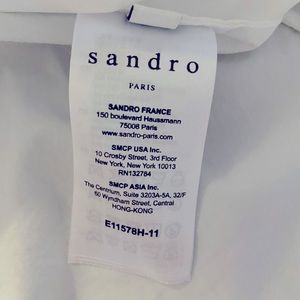 sandro
PARIS
SANDRO FRANCE
150 boulevard Haussmann
75008 Paris
www.sandro-paris.com
SMCP USA Inc.
10 Crosby Street, 3rd Floor
New York, New York 10013
RN132784
SMCP ASIA Inc.
The Centrium, Suite 3203A-5A, 32/F
60 Wyndham Street, Central
HONG-KONG
E11578H-11